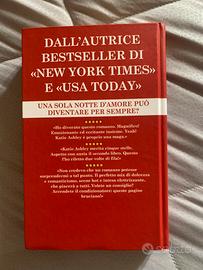 DALL'AUTRICE
BESTSELLER DI
«NEW YORK TIMES»
E «USA TODAY»
UNA SOLA NOTTE D'AMORE PUÒ
DIVENTARE PER SEMPRE?
★★★★★
«Ho divorato questo romanzo. Magnifico!
Emozionante ed eccitante insieme. Yeah!
Katie Ashley è proprio una maga.»
★★★★★
«Katie Ashley merita cinque stelle.
Aspetto con ansia il secondo libro. Questo
l'ho riletto due volte di fila!»
★★★★★
«Non credevo che un romanzo potesse
sorprendermi a tal punto. Il perfetto mix di dolcezza
e romanticismo, scene hot e intesa elettrizzante,
che piacerà a tutti. Volete un consiglio?
Accendete il condizionatore: queste pagine
bruciano!»
subito